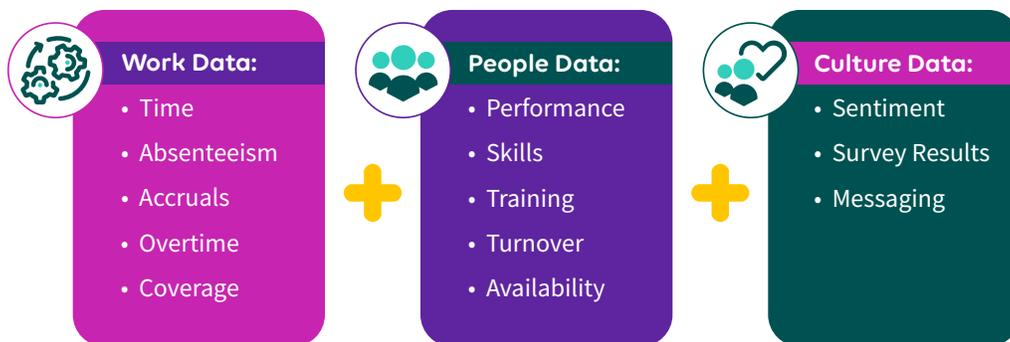 Work Data:
• Time
• Absenteeism
• Accruals
• Overtime
• Coverage
People Data:
• Performance
• Skills
• Training
• Turnover
• Availability
Culture Data:
• Sentiment
• Survey Results
• Messaging